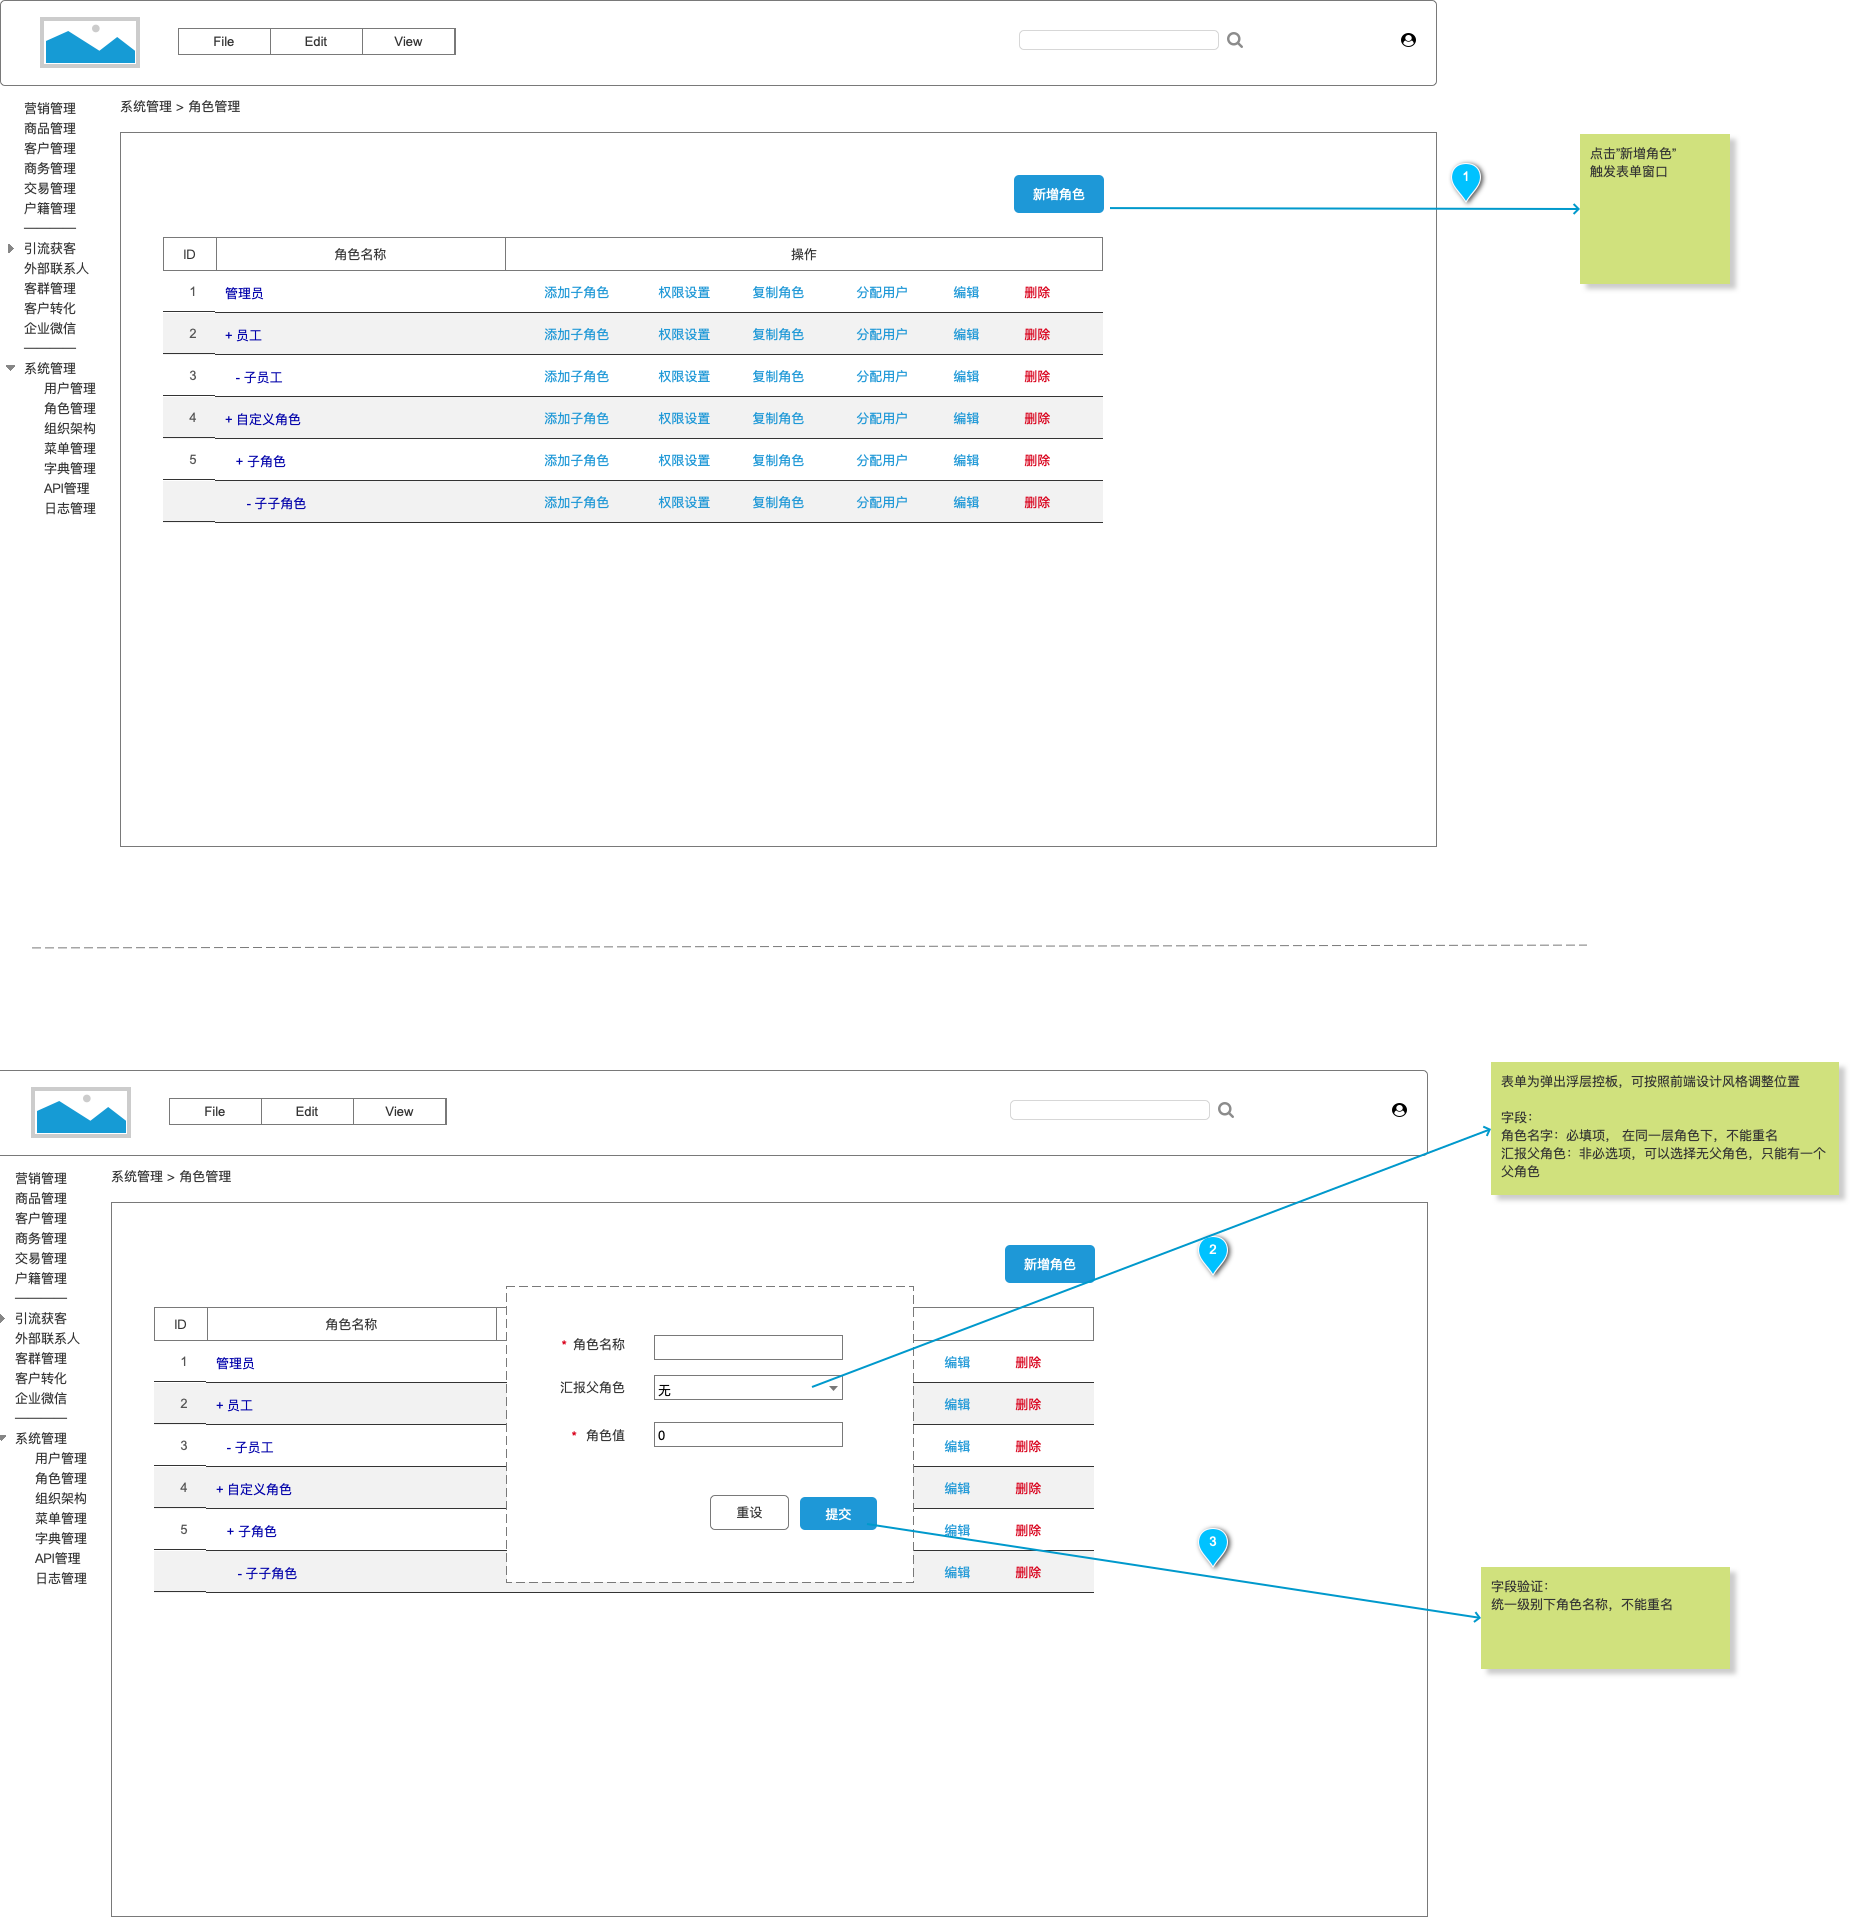 File Edit View
系统管理 > 角色管理
营销管理
商品管理
客户管理
商务管理
交易管理
户籍管理
引流获客
外部联系人
客群管理
客户转化
企业微信
系统管理
用户管理
角色管理
组织架构
菜单管理
字典管理
API管理
日志管理
新增角色
ID 角色名称 操作
1 管理员 添加子角色 权限设置 复制角色 分配用户 编辑 删除
2 + 员工 添加子角色 权限设置 复制角色 分配用户 编辑 删除
3 - 子员工 添加子角色 权限设置 复制角色 分配用户 编辑 删除
4 + 自定义角色 添加子角色 权限设置 复制角色 分配用户 编辑 删除
5 + 子角色 添加子角色 权限设置 复制角色 分配用户 编辑 删除
- 子子角色 添加子角色 权限设置 复制角色 分配用户 编辑 删除
1
点击”新增角色”
触发表单窗口
File Edit View
系统管理 > 角色管理
营销管理
商品管理
客户管理
商务管理
交易管理
户籍管理
引流获客
外部联系人
客群管理
客户转化
企业微信
系统管理
用户管理
角色管理
组织架构
菜单管理
字典管理
API管理
日志管理
新增角色
ID 角色名称
1 管理员 编辑 删除
2 + 员工 编辑 删除
3 - 子员工 编辑 删除
4 + 自定义角色 编辑 删除
5 + 子角色 编辑 删除
- 子子角色 编辑 删除
* 角色名称
汇报父角色 无
* 角色值 0
重设 提交
2
表单为弹出浮层控板，可按照前端设计风格调整位置
字段：
角色名字：必填项， 在同一层角色下，不能重名
汇报父角色：非必选项，可以选择无父角色，只能有一个
父角色
3
字段验证：
统一级别下角色名称，不能重名